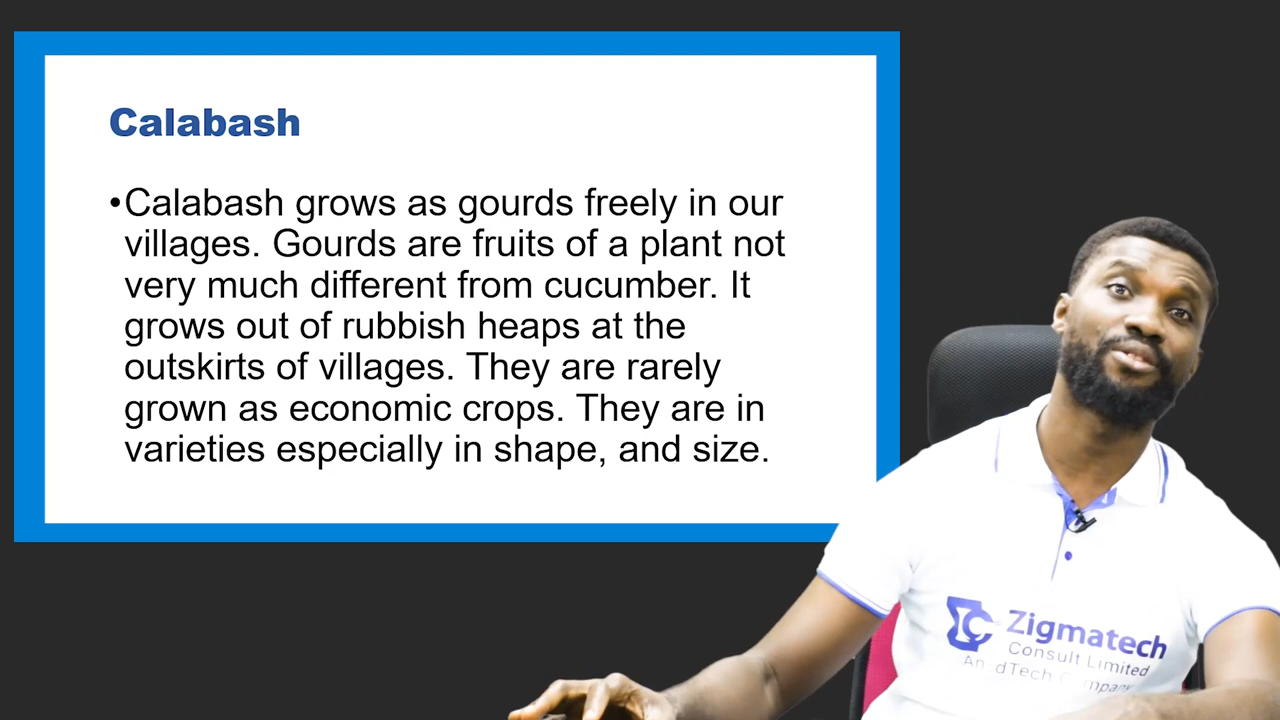 Calabash
•Calabash grows as gourds freely in our
villages. Gourds are fruits of a plant not
very much different from cucumber. It
grows out of rubbish heaps at the
outskirts of villages. They are rarely
grown as economic crops. They are in
varieties especially in shape, and size.
Zigmatech
Consult Limited
An